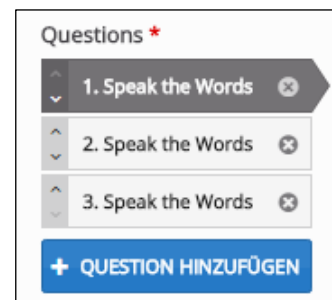 Questions *
1. Speak the Words
2. Speak the Words
3. Speak the Words
+ QUESTION HINZUFÜGEN